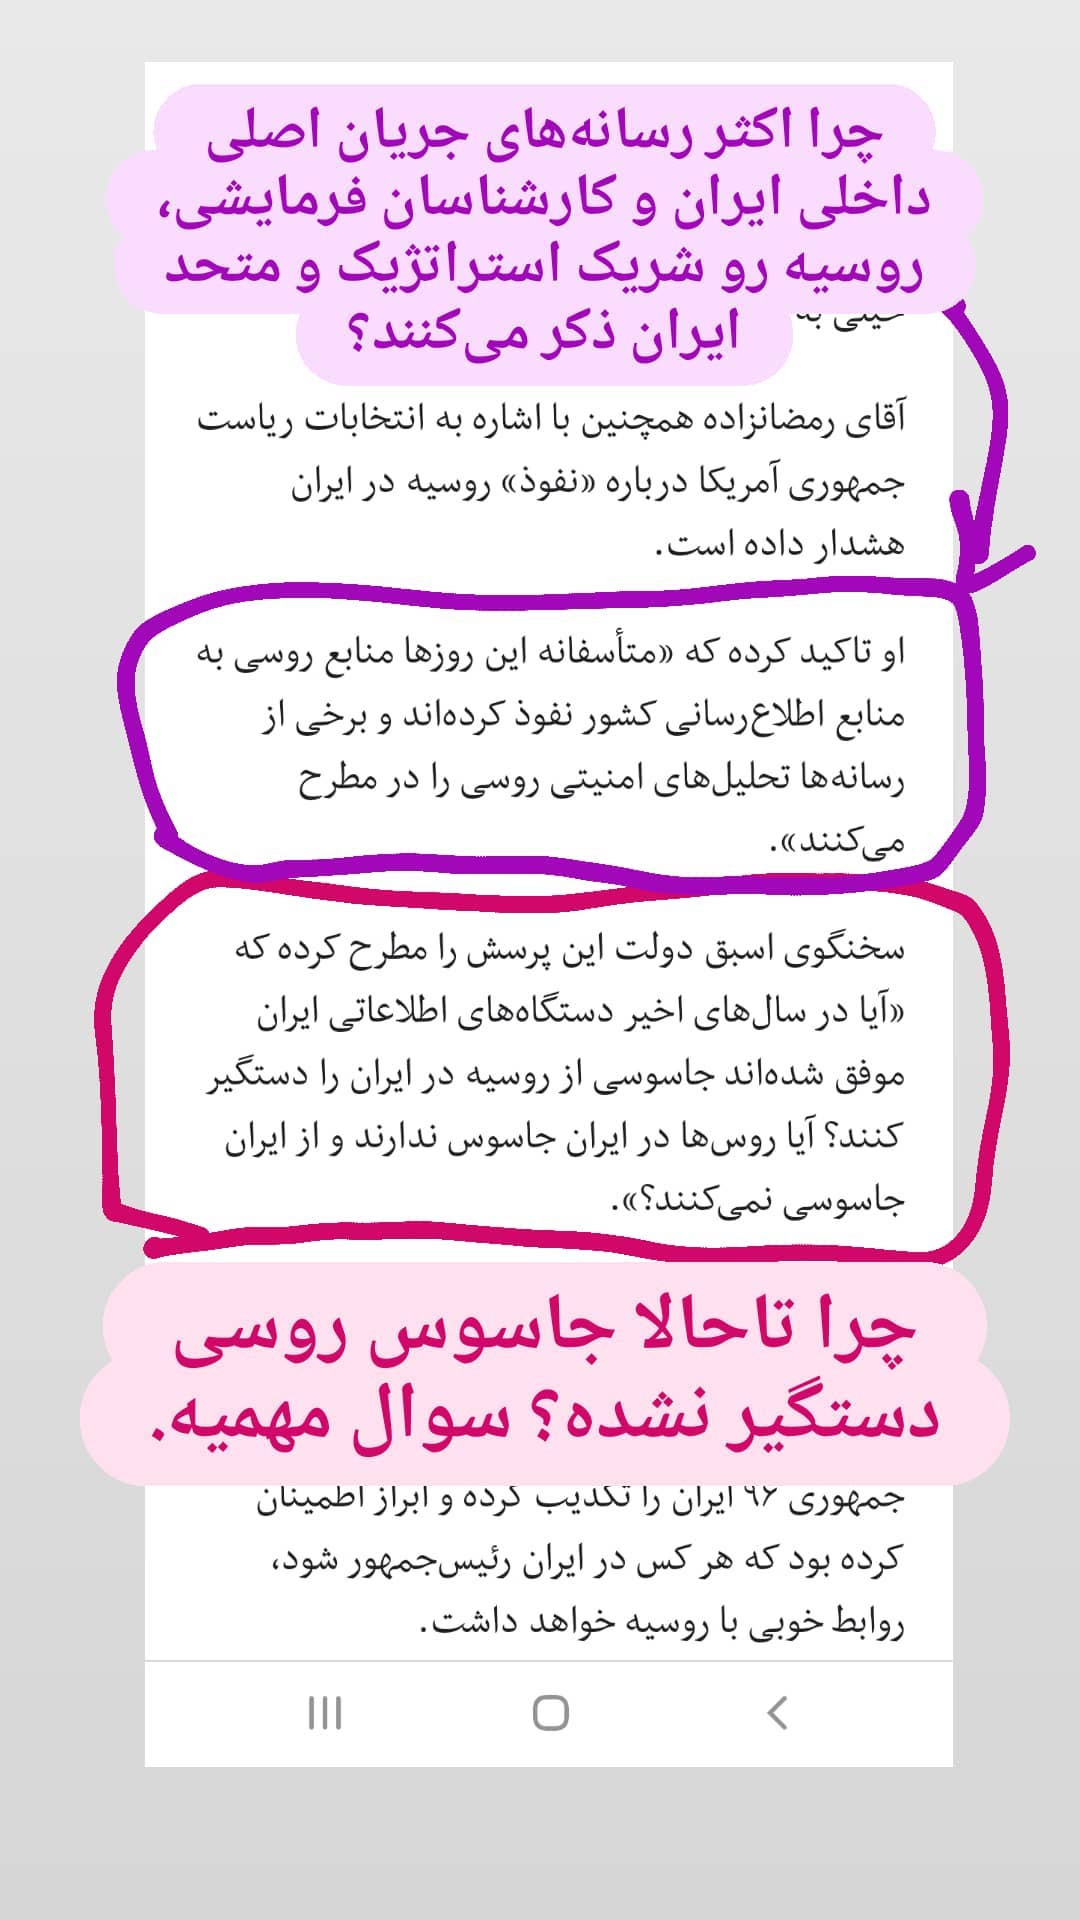 چرا اکثر رسانه‌های جریان اصلی
داخلی ایران و کارشناسان فرمایشی،
روسیه رو شریک استراتژیک و متحد
ایران ذکر می‌کنند؟
آقای رمضانزاده همچنین با اشاره به انتخابات ریاست
جمهوری آمریکا درباره «نفوذ» روسیه در ایران
هشدار داده است.
او تاکید کرده که «متأسفانه این روزها منابع روسی به
منابع اطلاع‌رسانی کشور نفوذ کرده‌اند و برخی از
رسانه‌ها تحلیل‌های امنیتی روسی را در مطرح
می‌کنند».
سخنگوی اسبق دولت این پرسش را مطرح کرده که
«آیا در سال‌های اخیر دستگاه‌های اطلاعاتی ایران
موفق شده‌اند جاسوسی از روسیه در ایران را دستگیر
کنند؟ آیا روس‌ها در ایران جاسوس ندارند و از ایران
جاسوسی نمی‌کنند؟».
چرا تاحالا جاسوس روسی
دستگیر نشده؟ سوال مهمیه.
جمهوری ۹۶ ایران را تکذیب کرده و ابراز اطمینان
کرده بود که هر کس در ایران رئیس‌جمهور شود،
روابط خوبی با روسیه خواهد داشت.